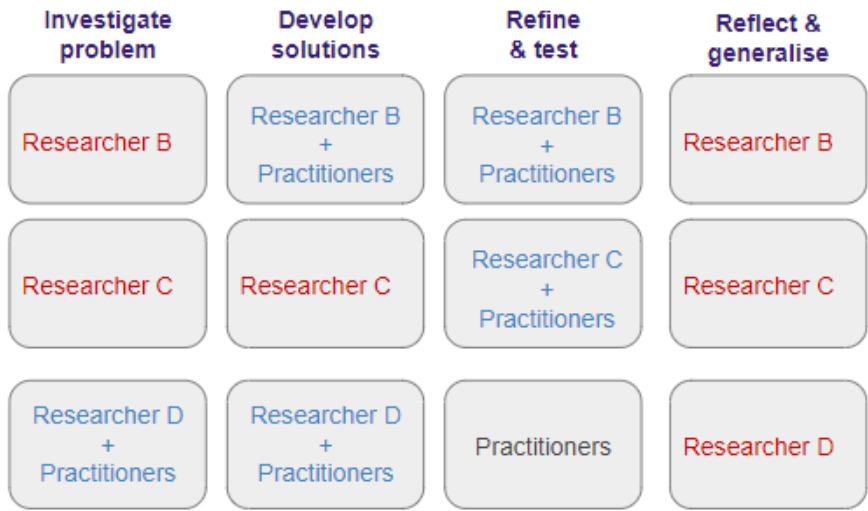 Investigate
problem
Develop
solutions
Refine
& test
Reflect &
generalise
Researcher B
Researcher B
+
Practitioners
Researcher B
+
Practitioners
Researcher B
Researcher C
Researcher C
Researcher C
+
Practitioners
Researcher C
Researcher D
+
Practitioners
Researcher D
+
Practitioners
Practitioners
Researcher D